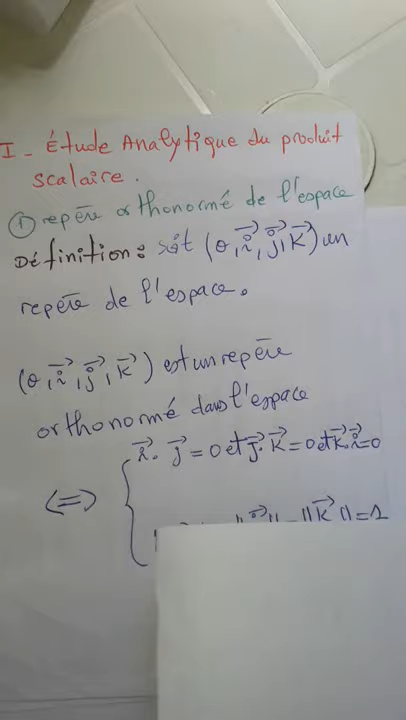 I - Étude Analytique du produit
scalaire.
① repère orthonormé de l'espace
Définition : soit (o, i⃗, j⃗, k⃗) un
repère de l'espace.
(o, i⃗, j⃗, k⃗) est un repère
orthonormé dans l'espace
i⃗. j⃗ = 0 et j⃗. k⃗ = 0 et k⃗. i⃗ = 0
<=> {
||k⃗|| = 1